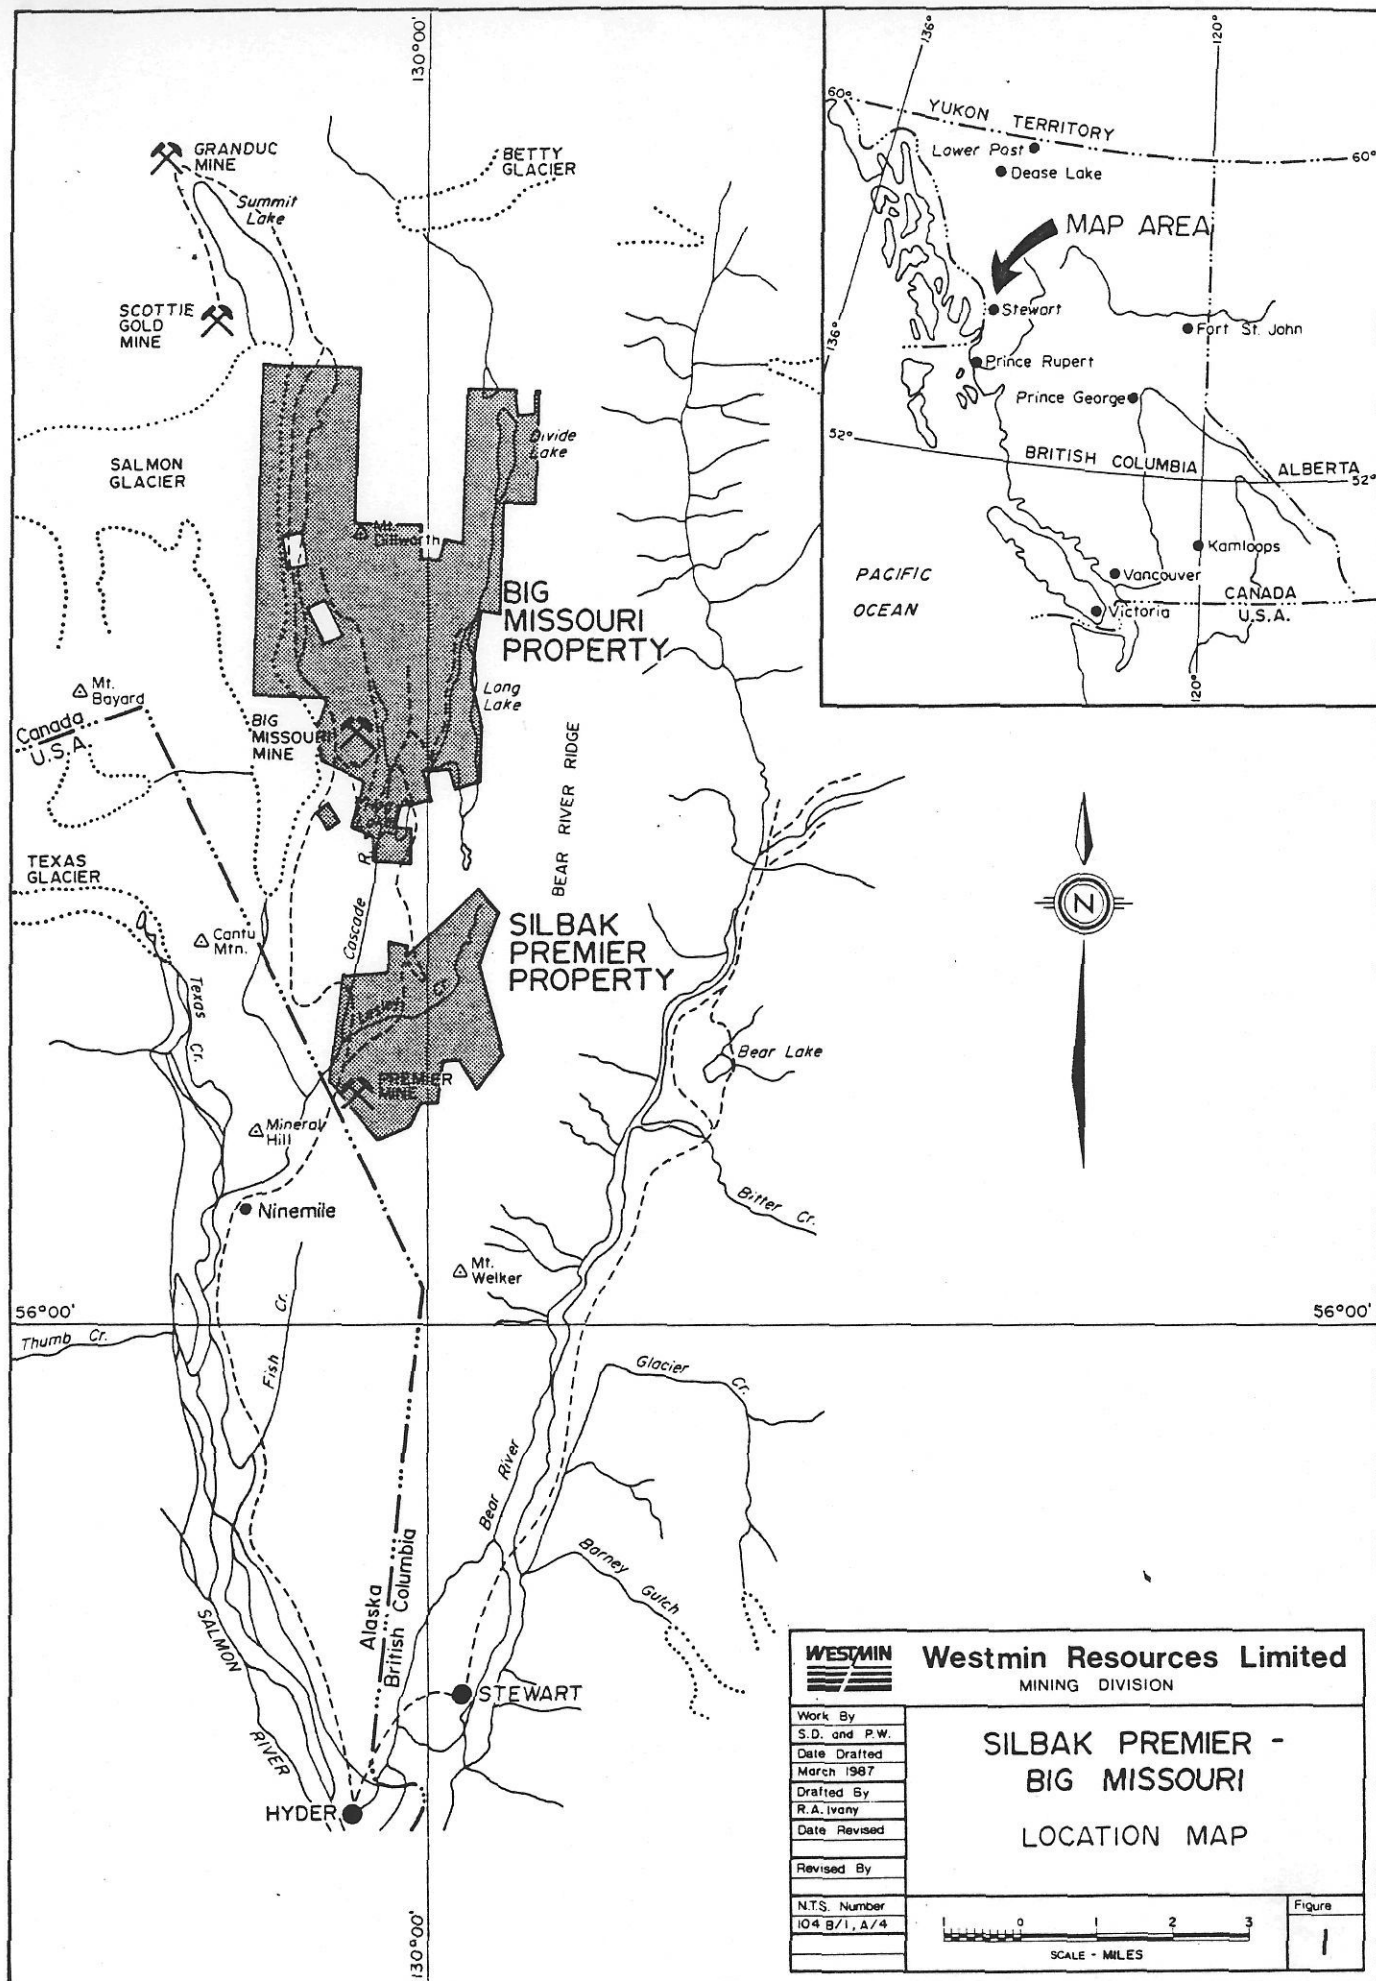 130°00'
GRANDUC
MINE
Summit
Lake
BETTY
GLACIER
SCOTTIE
GOLD
MINE
SALMON
GLACIER
Divide
Lake
Mt.
Dillworth
BIG
MISSOURI
PROPERTY
Mt.
Bayard
Long
Lake
Canada
U.S.A.
BIG
MISSOURI
MINE
BEAR RIVER RIDGE
TEXAS
GLACIER
Cascade
R.
Cantu
Mtn.
SILBAK
PREMIER
PROPERTY
Texas
Cr.
Cr.
Bear Lake
PREMIER
MINE
Mineral
Hill
Bitter Cr.
Ninemile
Mt.
Welker
56°00'
56°00'
Thumb Cr.
Fish Cr.
Glacier Cr.
Bear River
Barney Gulch
Alaska
British Columbia
SALMON
RIVER
STEWART
HYDER
130°00'
136°
120°
60°
YUKON TERRITORY
60°
Lower Post
Dease Lake
MAP AREA
Stewart
Fort St. John
136°
Prince Rupert
Prince George
52°
BRITISH COLUMBIA
ALBERTA
52°
Kamloops
PACIFIC
OCEAN
Vancouver
CANADA
U.S.A.
Victoria
120°
N
WESTMIN
Westmin Resources Limited
MINING DIVISION
Work By
S.D. and P.W.
Date Drafted
March 1987
Drafted By
R.A. Ivany
Date Revised
Revised By
N.T.S. Number
104 B/1, A/4
SILBAK PREMIER -
BIG MISSOURI
LOCATION MAP
1 0 1 2 3
SCALE - MILES
Figure
1